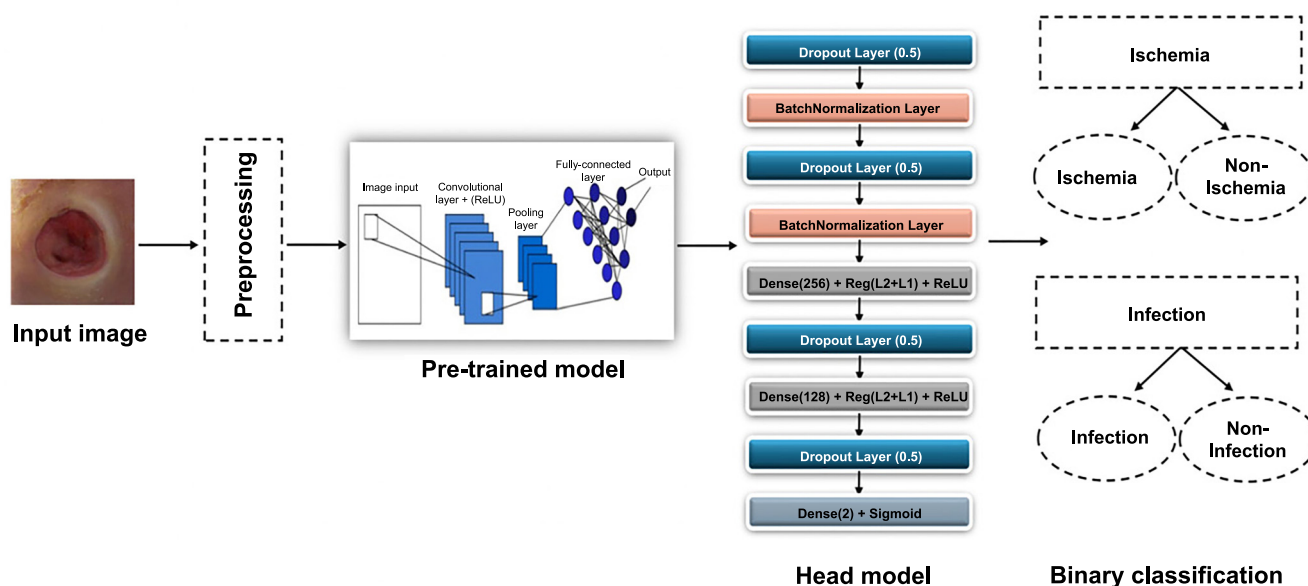 Input image
Preprocessing
Image input
Convolutional
layer + (ReLU)
Pooling
layer
Fully-connected
layer
Output
Pre-trained model
Dropout Layer (0.5)
BatchNormalization Layer
Dropout Layer (0.5)
BatchNormalization Layer
Dense(256) + Reg(L2+L1) + ReLU
Dropout Layer (0.5)
Dense(128) + Reg(L2+L1) + ReLU
Dropout Layer (0.5)
Dense(2) + Sigmoid
Head model
Ischemia
Ischemia
Non-
Ischemia
Infection
Infection
Non-
Infection
Binary classification